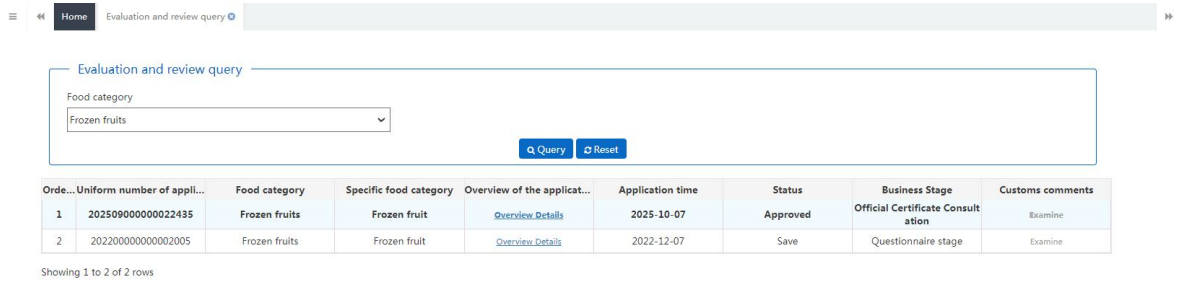 Home Evaluation and review query
Evaluation and review query
Food category
Frozen fruits
Query Reset
Orde... Uniform number of appli... Food category Specific food category Overview of the applicat... Application time Status Business Stage Customs comments
1 202509000000022435 Frozen fruits Frozen fruit Overview Details 2025-10-07 Approved Official Certificate Consult
ation Examine
2 202200000000002005 Frozen fruits Frozen fruit Overview Details 2022-12-07 Save Questionnaire stage Examine
Showing 1 to 2 of 2 rows